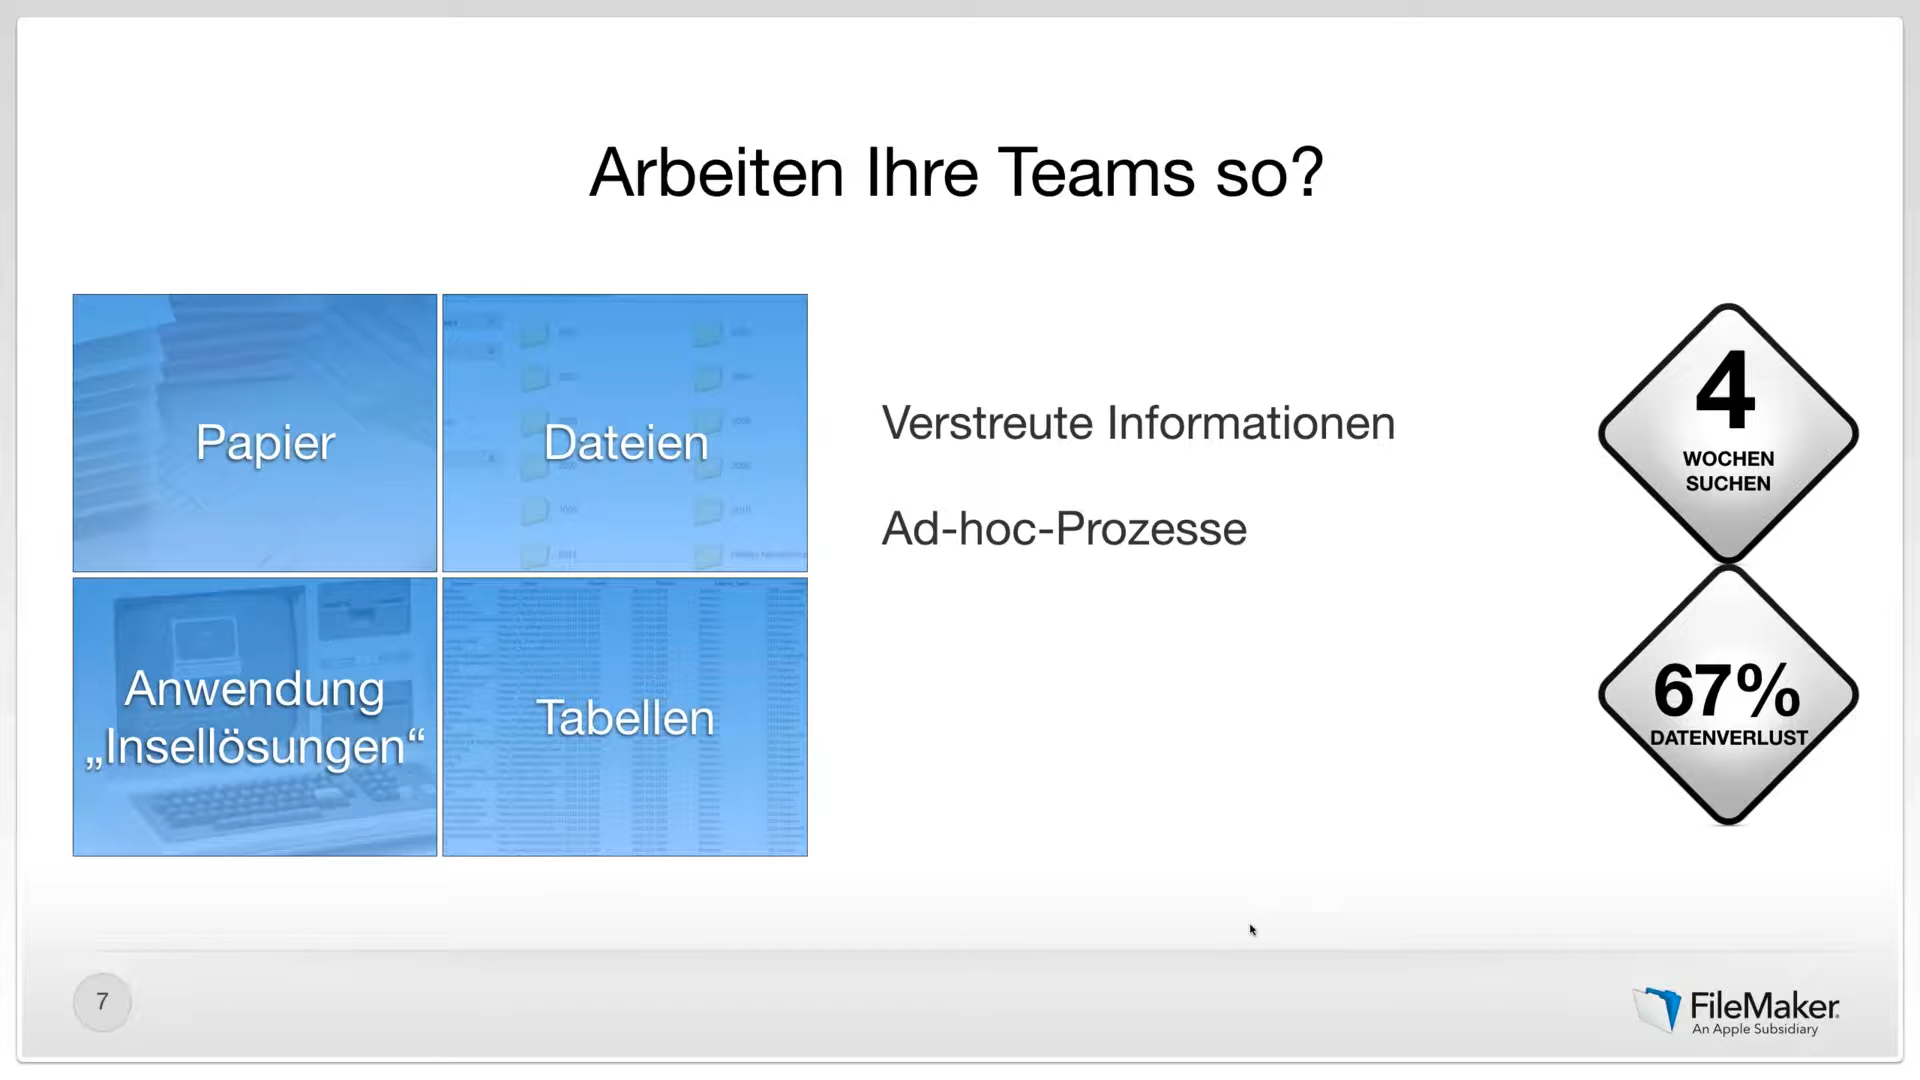 Arbeiten Ihre Teams so?
Papier
Dateien
Anwendung
„Insellösungen“
Tabellen
Verstreute Informationen
Ad-hoc-Prozesse
4
WOCHEN
SUCHEN
67%
DATENVERLUST
7
FileMaker
An Apple Subsidiary